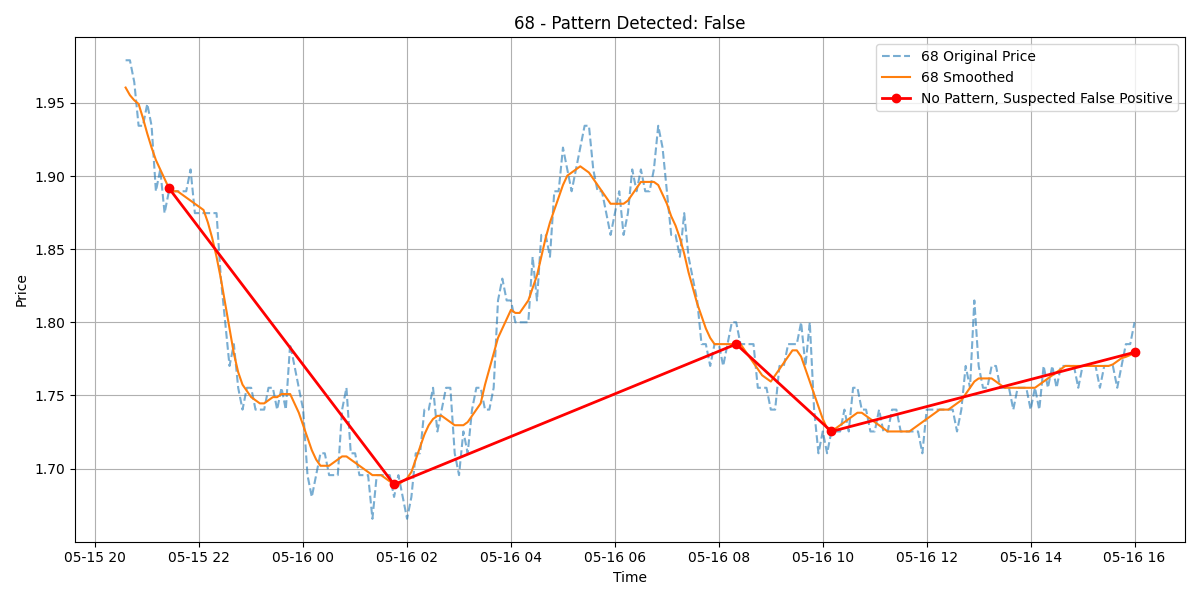 68 - Pattern Detected: False
68 Original Price
68 Smoothed
No Pattern, Suspected False Positive
Price
1.95
1.90
1.85
1.80
1.75
1.70
05-15 20 05-15 22 05-16 00 05-16 02 05-16 04 05-16 06 05-16 08 05-16 10 05-16 12 05-16 14 05-16 16
Time